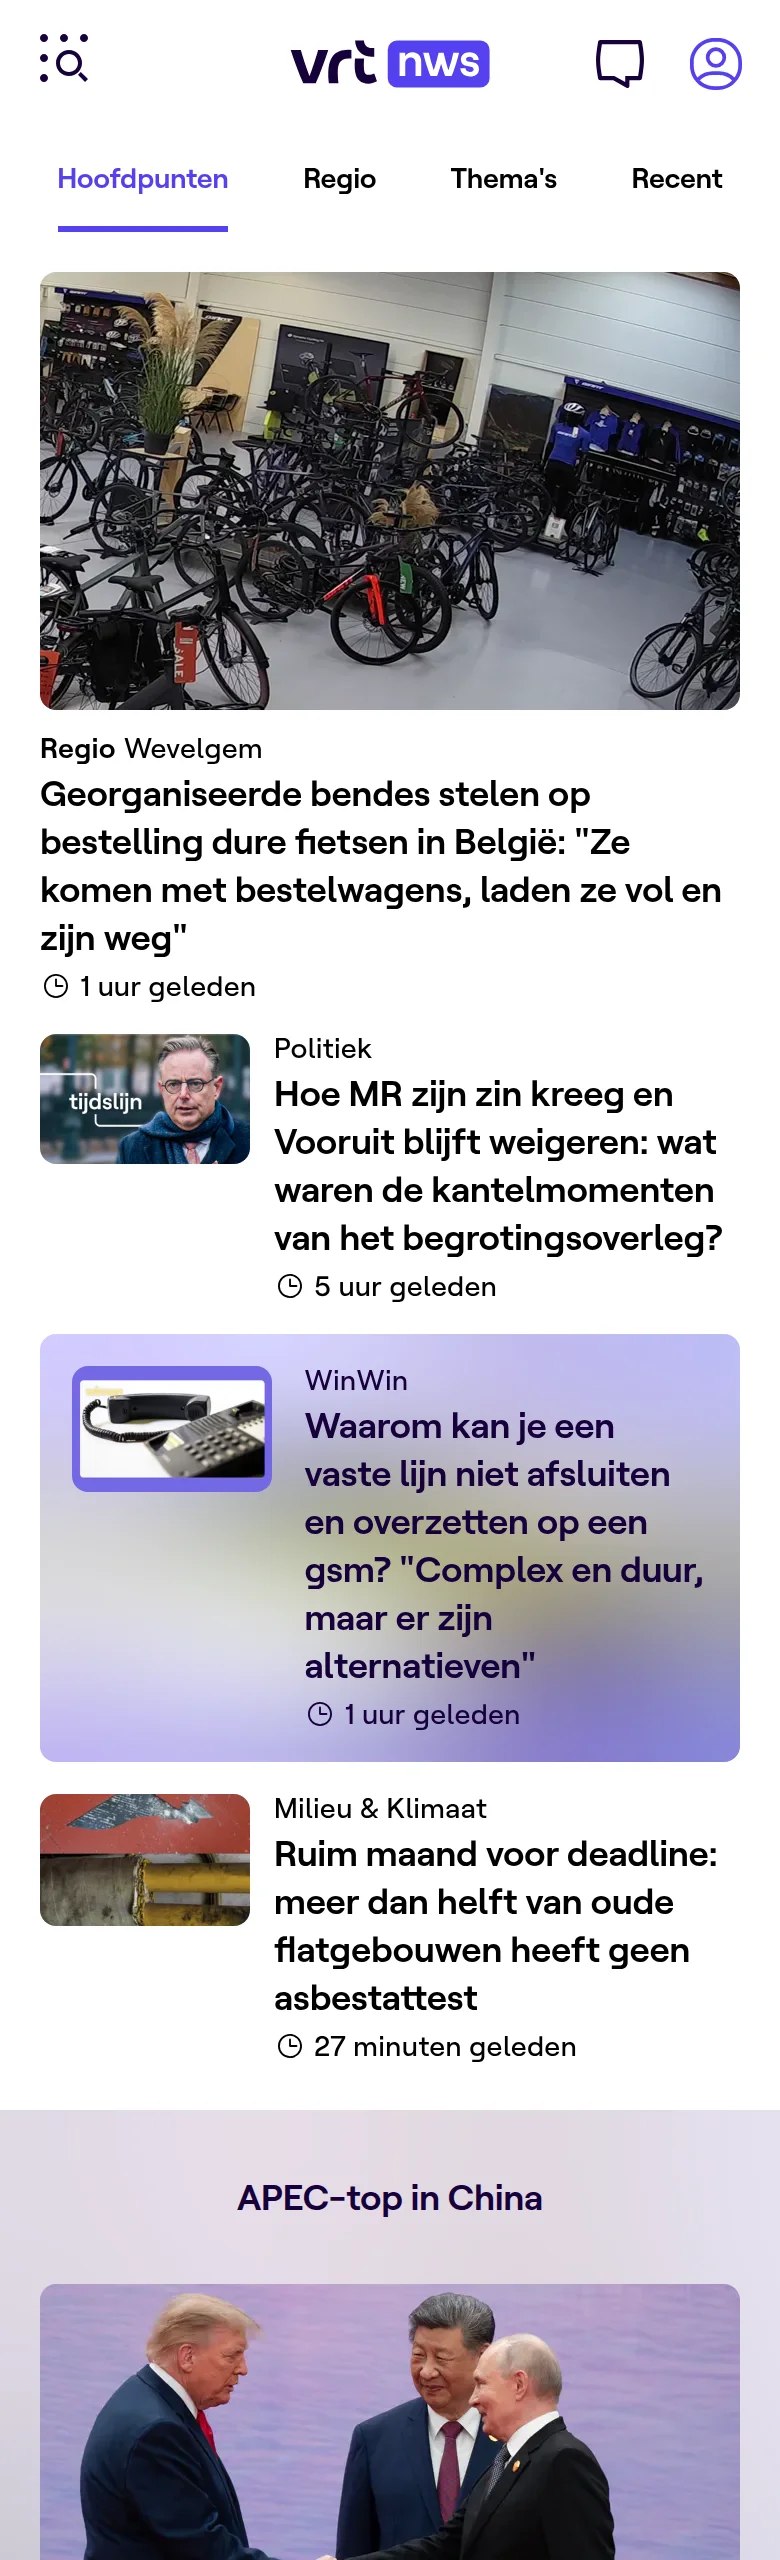 vrt nws
Hoofdpunten
Regio
Thema's
Recent
SALE
Regio Wevelgem
Georganiseerde bendes stelen op
bestelling dure fietsen in België: "Ze
komen met bestelwagens, laden ze vol en
zijn weg"
1 uur geleden
tijdslijn
Politiek
Hoe MR zijn zin kreeg en
Vooruit blijft weigeren: wat
waren de kantelmomenten
van het begrotingsoverleg?
5 uur geleden
WinWin
Waarom kan je een
vaste lijn niet afsluiten
en overzetten op een
gsm? "Complex en duur,
maar er zijn
alternatieven"
1 uur geleden
Milieu & Klimaat
Ruim maand voor deadline:
meer dan helft van oude
flatgebouwen heeft geen
asbestattest
27 minuten geleden
APEC-top in China